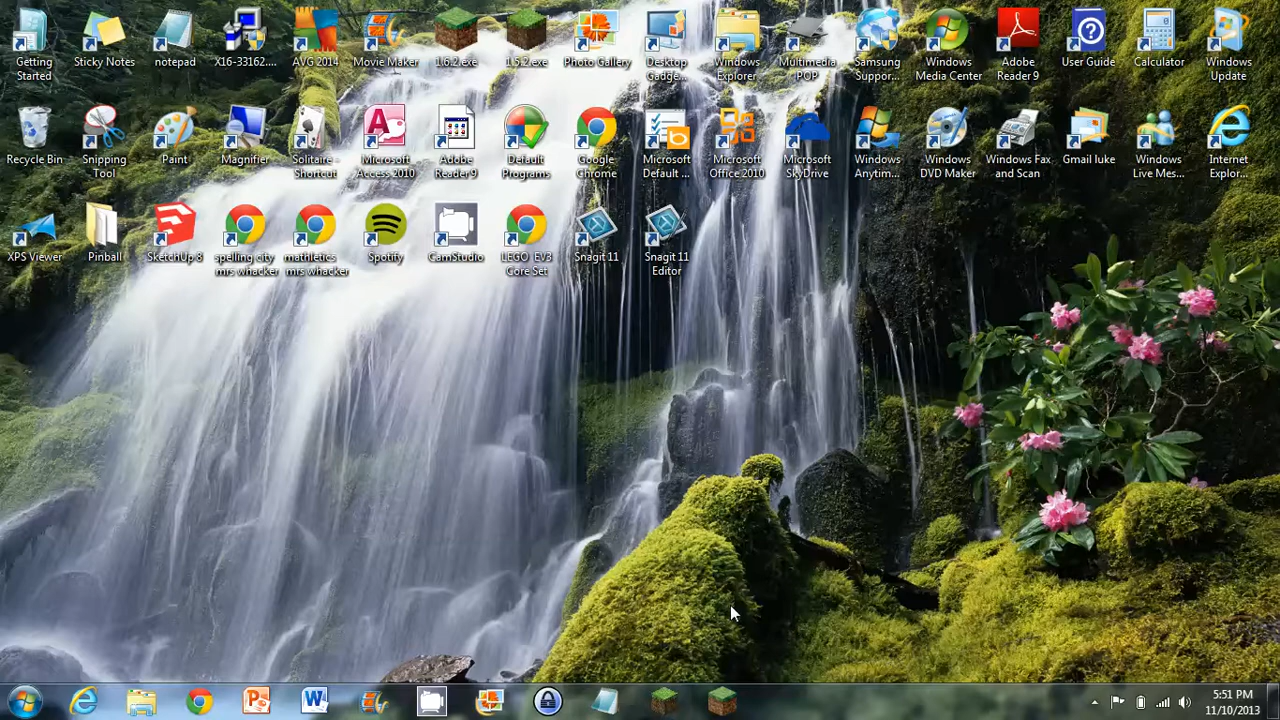 Getting Started
Sticky Notes
notepad
X16-33162....
AVG 2014
Movie Maker
1.6.2.exe
1.5.2.exe
Photo Gallery
Desktop Gadge...
Windows Explorer
Multimedia POP
Samsung Suppor...
Windows Media Center
Adobe Reader 9
User Guide
Calculator
Windows Update
Recycle Bin
Snipping Tool
Paint
Magnifier
Solitaire - Shortcut
Microsoft Access 2010
Adobe Reader 9
Default Programs
Google Chrome
Microsoft Default ...
Microsoft Office 2010
Microsoft SkyDrive
Windows Anytim...
Windows DVD Maker
Windows Fax and Scan
Gmail luke
Windows Live Mes...
Internet Explor...
XPS Viewer
Pinball
SketchUp 8
spelling city mrs whacker
mathletics mrs whacker
Spotify
CamStudio
LEGO EV3 Core Set
Snagit 11
Snagit 11 Editor
5:51 PM
11/10/2013